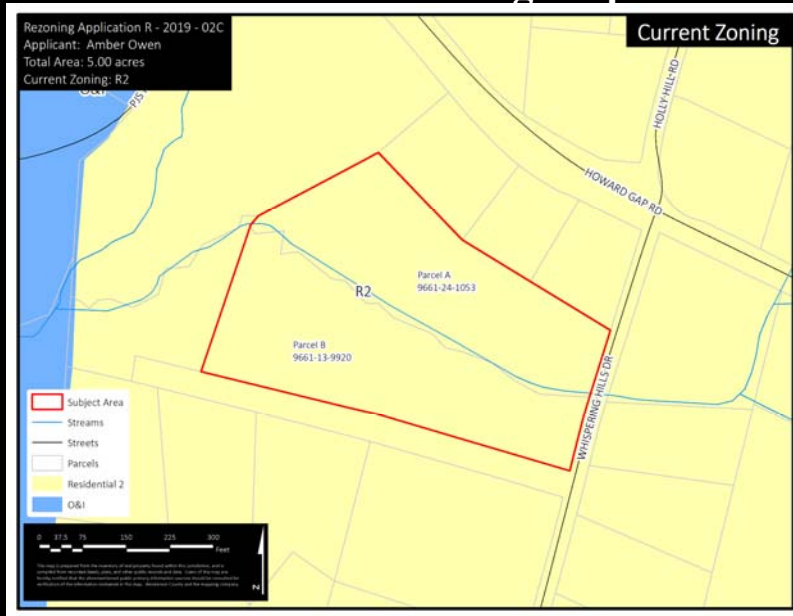 Rezoning Application R - 2019 - 02C
Applicant: Amber Owen
Total Area: 5.00 acres
Current Zoning: R2
Current Zoning
O&I
HOLLY HILL RD
HOWARD GAP RD
Parcel A
9661-24-1053
R2
Parcel B
9661-13-9920
WHISPERING HILLS DR
Subject Area
Streams
Streets
Parcels
Residential 2
O&I
0 37.5 75 150 225 300
Feet
N